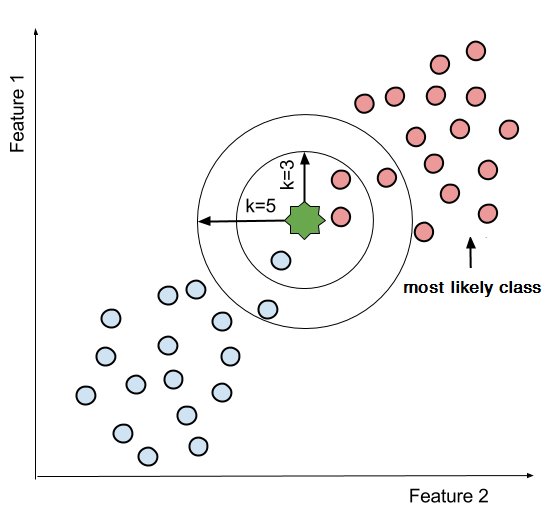 Feature 1
k=3
k=5
most likely class
Feature 2